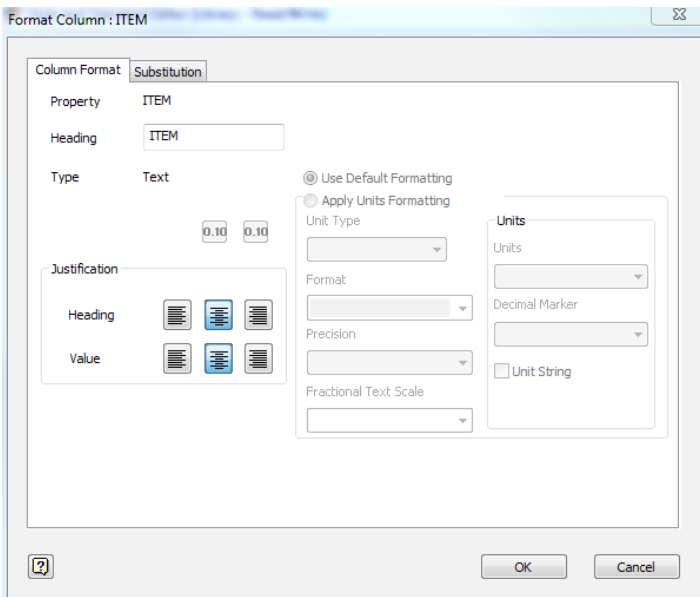 Format Column : ITEM
Column Format
Substitution
Property
ITEM
Heading
ITEM
Type
Text
Use Default Formatting
Apply Units Formatting
Unit Type
Format
Precision
Fractional Text Scale
Units
Units
Decimal Marker
Unit String
0.10
0.10
Justification
Heading
Value
?
OK
Cancel